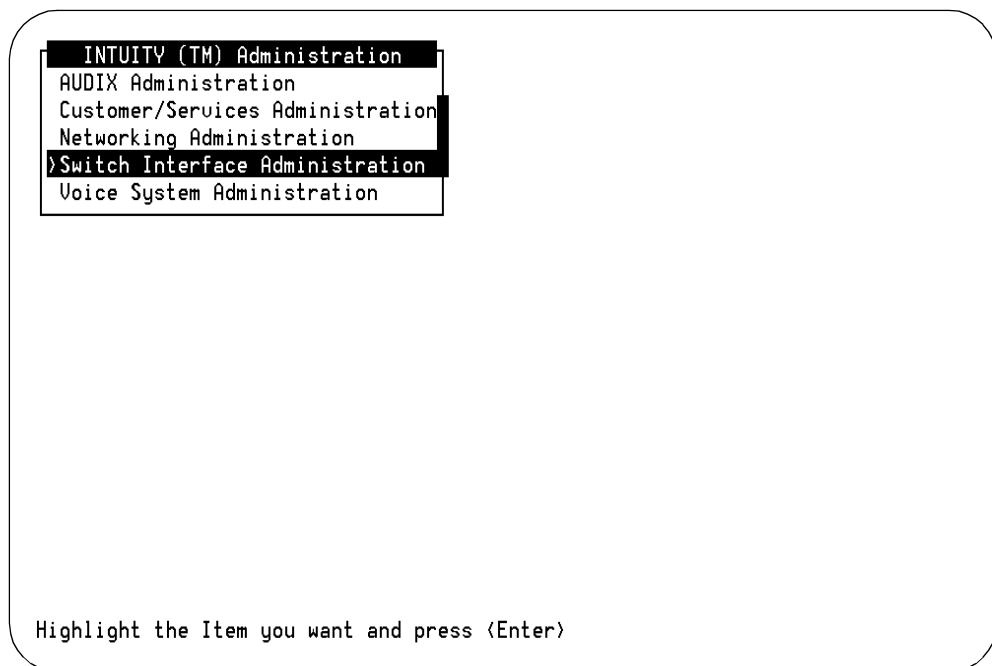 INTUITY (TM) Administration
AUDIX Administration
Customer/Services Administration
Networking Administration
>Switch Interface Administration
Voice System Administration
Highlight the Item you want and press <Enter>